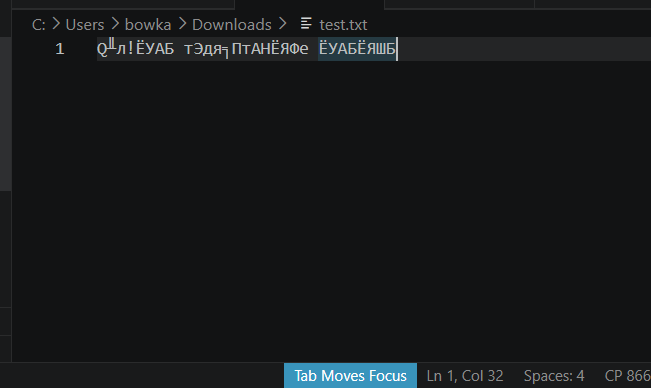 C: > Users > bowka > Downloads > test.txt
1 Q╨л!ЁУАБ тЭдя┐ПтАНЁЯФе ЁУАБЁЯШБ
Tab Moves Focus Ln 1, Col 32 Spaces: 4 CP 866